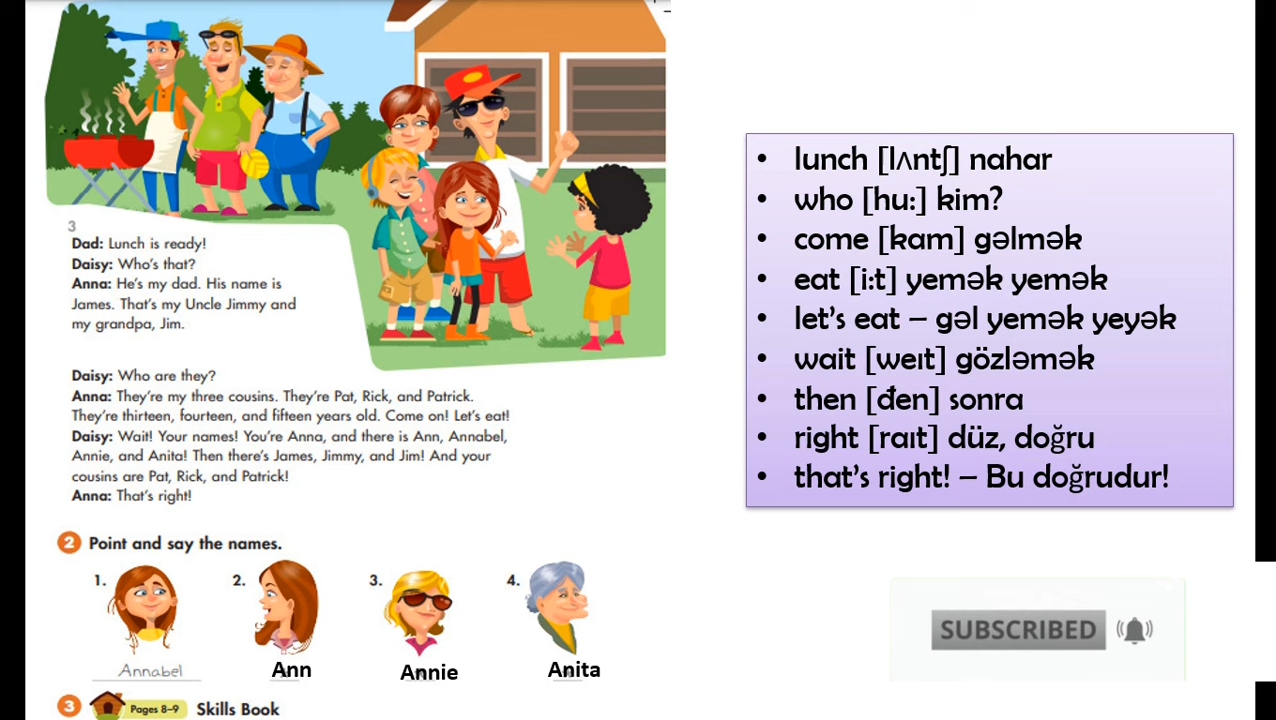 3
Dad: Lunch is ready!
Daisy: Who's that?
Anna: He's my dad. His name is
James. That's my Uncle Jimmy and
my grandpa, Jim.
Daisy: Who are they?
Anna: They're my three cousins. They're Pat, Rick, and Patrick.
They're thirteen, fourteen, and fifteen years old. Come on! Let's eat!
Daisy: Wait! Your names! You're Anna, and there is Ann, Annabel,
Annie, and Anita! Then there's James, Jimmy, and Jim! And your
cousins are Pat, Rick, and Patrick!
Anna: That's right!
2 Point and say the names.
1. 2. 3. 4.
Annabel Ann Annie Anita
3 Pages 8–9 Skills Book
• lunch [lʌntʃ] nahar
• who [hu:] kim?
• come [kam] gəlmək
• eat [i:t] yemək yemək
• let's eat – gəl yemək yeyək
• wait [weıt] gözləmək
• then [đen] sonra
• right [raıt] düz, doğru
• that's right! – Bu doğrudur!
SUBSCRIBED